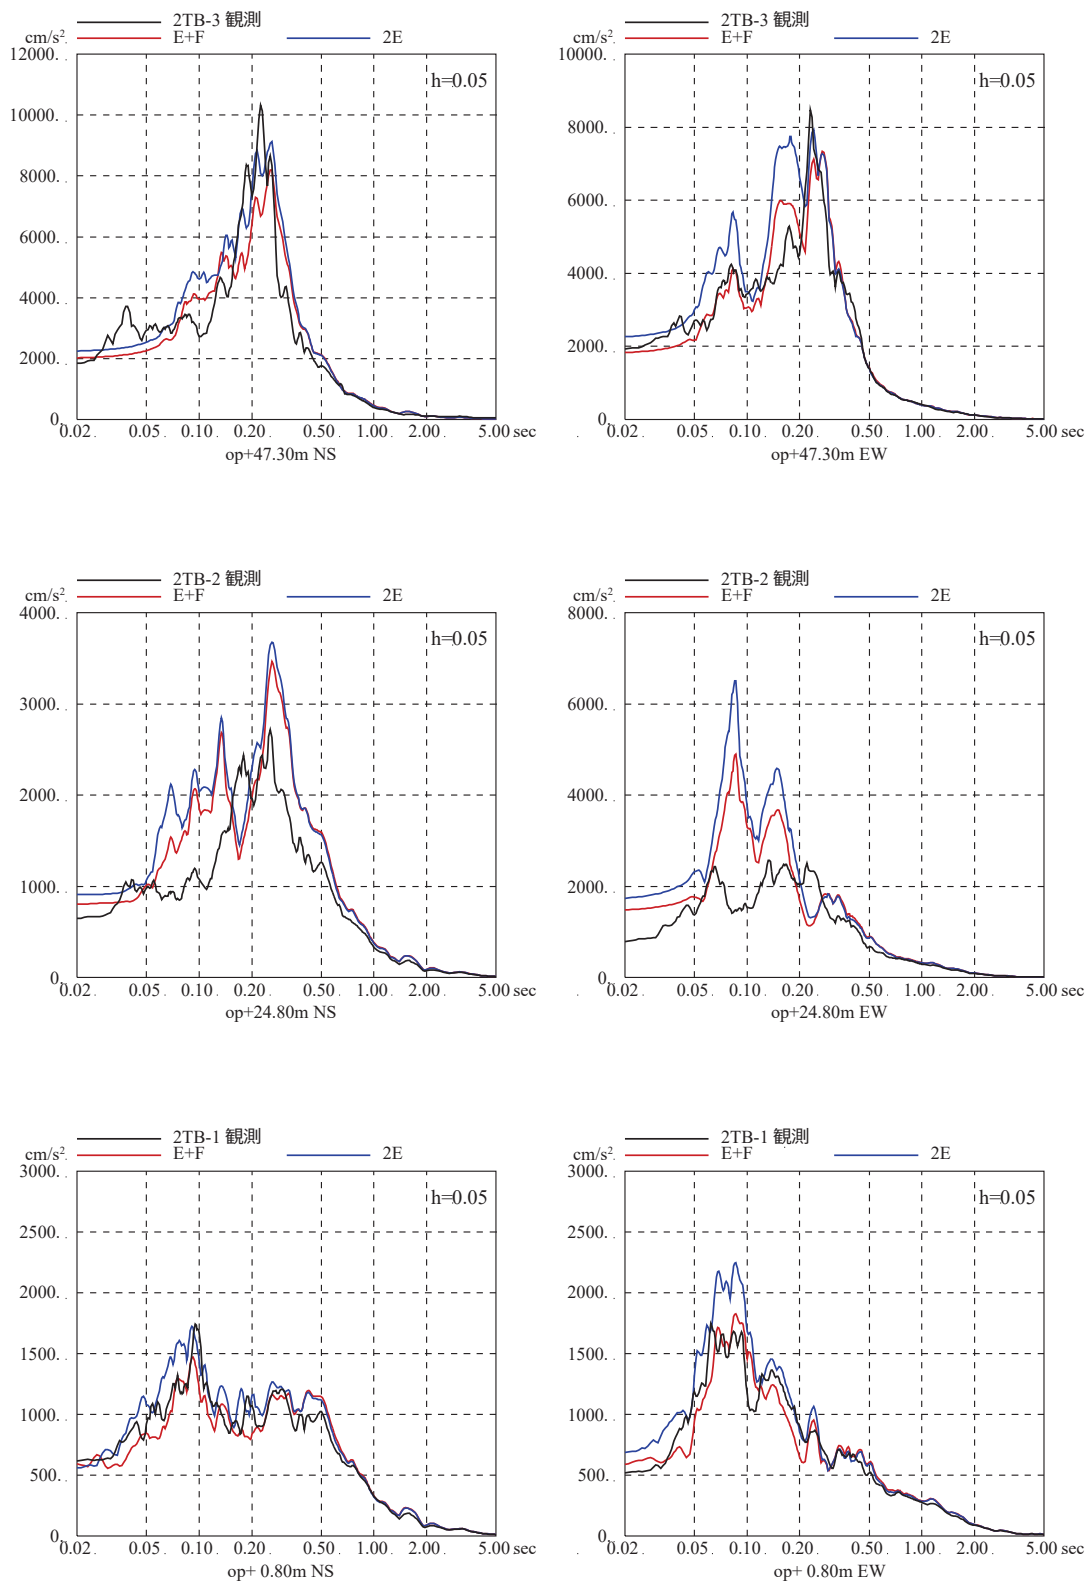 2TB-3 観測
cm/s². E+F 2E
12000.
h=0.05
10000.
8000.
6000.
4000.
2000.
0.
0.02 0.05 0.10 0.20 0.50 1.00 2.00 5.00 sec
op+47.30m NS
2TB-3 観測
cm/s². E+F 2E
10000.
h=0.05
8000.
6000.
4000.
2000.
0.
0.02 0.05 0.10 0.20 0.50 1.00 2.00 5.00 sec
op+47.30m EW
2TB-2 観測
cm/s². E+F 2E
4000.
h=0.05
3000.
2000.
1000.
0.
0.02 0.05 0.10 0.20 0.50 1.00 2.00 5.00 sec
op+24.80m NS
2TB-2 観測
cm/s². E+F 2E
8000.
h=0.05
6000.
4000.
2000.
0.
0.02 0.05 0.10 0.20 0.50 1.00 2.00 5.00 sec
op+24.80m EW
2TB-1 観測
cm/s². E+F 2E
3000.
h=0.05
2500.
2000.
1500.
1000.
500.
0.
0.02 0.05 0.10 0.20 0.50 1.00 2.00 5.00 sec
op+ 0.80m NS
2TB-1 観測
cm/s². E+F 2E
3000.
h=0.05
2500.
2000.
1500.
1000.
500.
0.
0.02 0.05 0.10 0.20 0.50 1.00 2.00 5.00 sec
op+ 0.80m EW